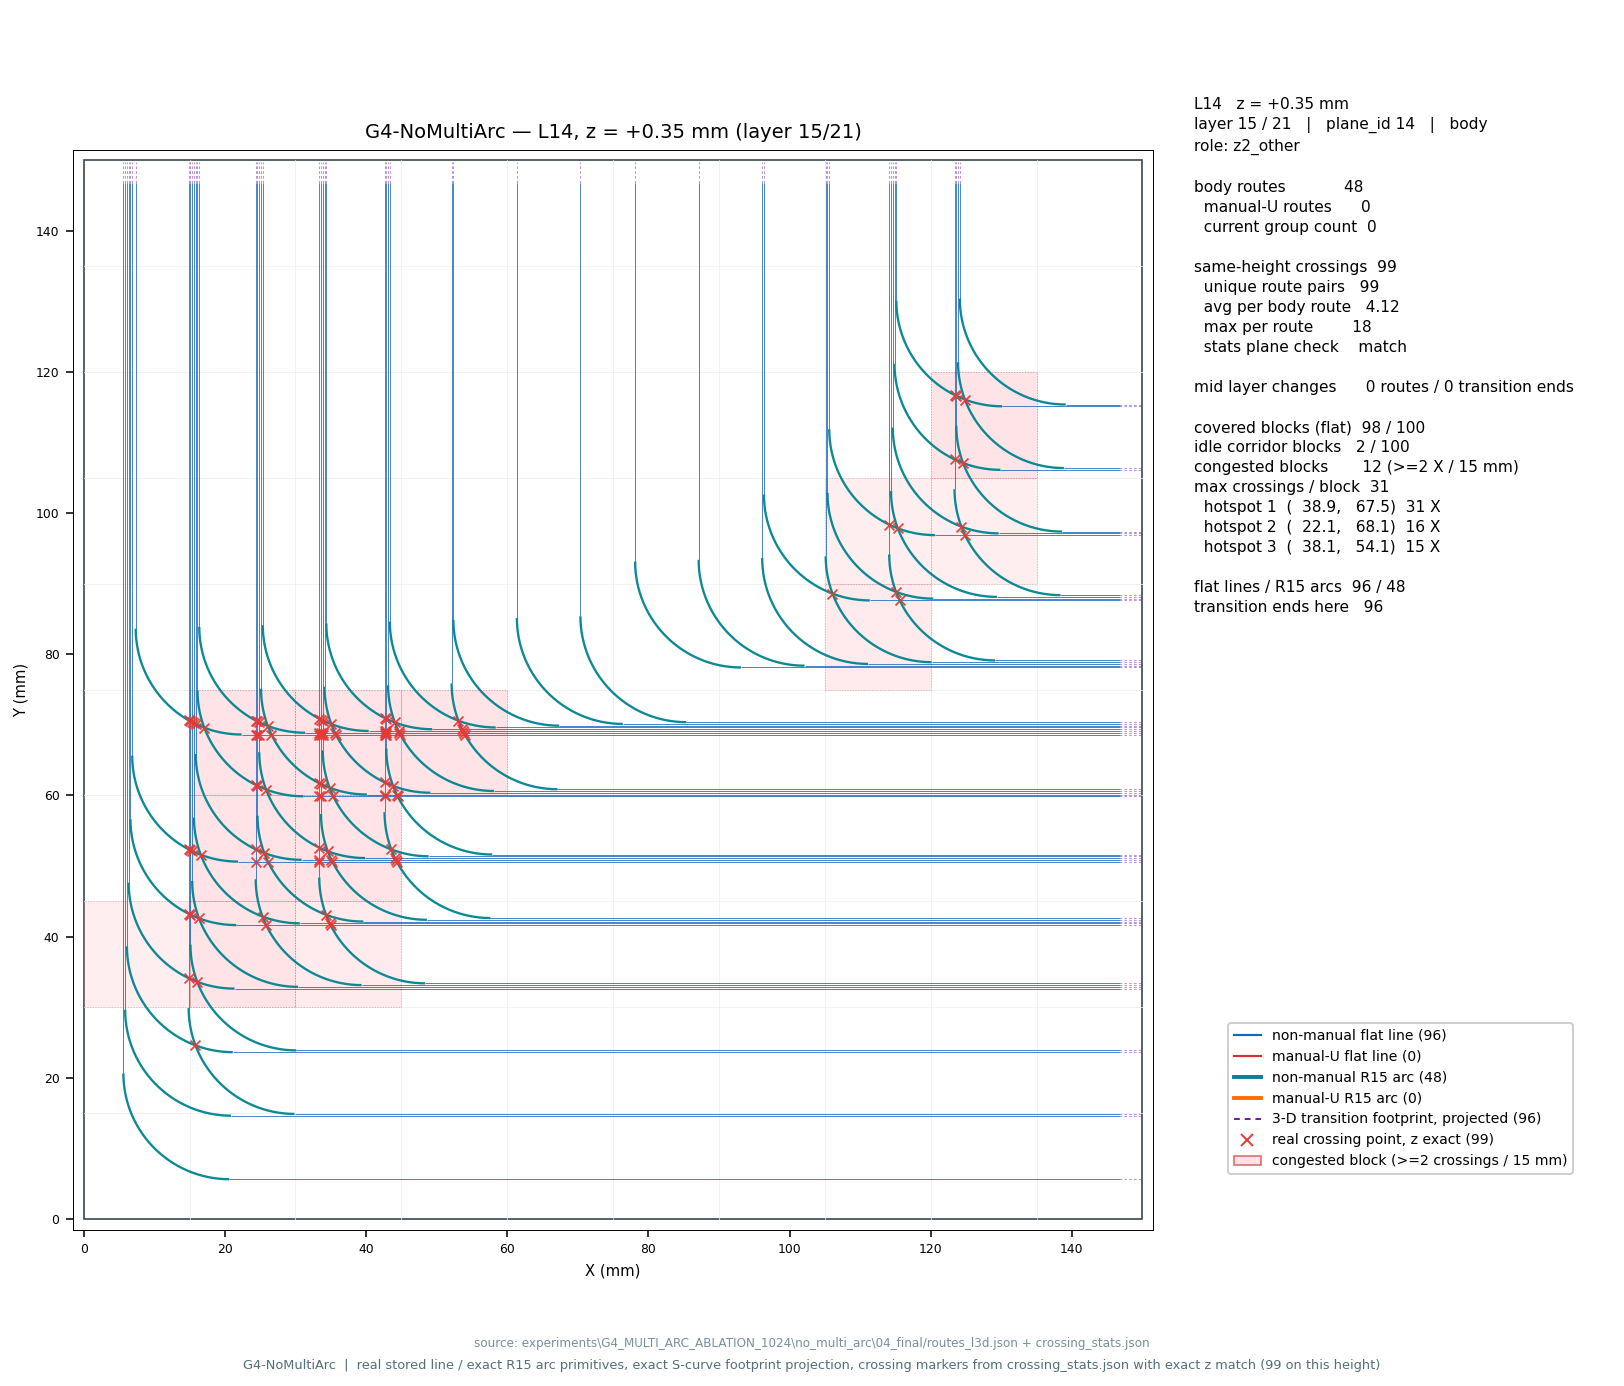 G4-NoMultiArc — L14, z = +0.35 mm (layer 15/21)
Y (mm)
140
120
100
80
60
40
20
0
0 20 40 60 80 100 120 140
X (mm)
L14 z = +0.35 mm
layer 15 / 21 | plane_id 14 | body
role: z2_other
body routes 48
manual-U routes 0
current group count 0
same-height crossings 99
unique route pairs 99
avg per body route 4.12
max per route 18
stats plane check match
mid layer changes 0 routes / 0 transition ends
covered blocks (flat) 98 / 100
idle corridor blocks 2 / 100
congested blocks 12 (>=2 X / 15 mm)
max crossings / block 31
hotspot 1 ( 38.9, 67.5) 31 X
hotspot 2 ( 22.1, 68.1) 16 X
hotspot 3 ( 38.1, 54.1) 15 X
flat lines / R15 arcs 96 / 48
transition ends here 96
non-manual flat line (96)
manual-U flat line (0)
non-manual R15 arc (48)
manual-U R15 arc (0)
3-D transition footprint, projected (96)
real crossing point, z exact (99)
congested block (>=2 crossings / 15 mm)
source: experiments\G4_MULTI_ARC_ABLATION_1024\no_multi_arc\04_final/routes_l3d.json + crossing_stats.json
G4-NoMultiArc | real stored line / exact R15 arc primitives, exact S-curve footprint projection, crossing markers from crossing_stats.json with exact z match (99 on this height)